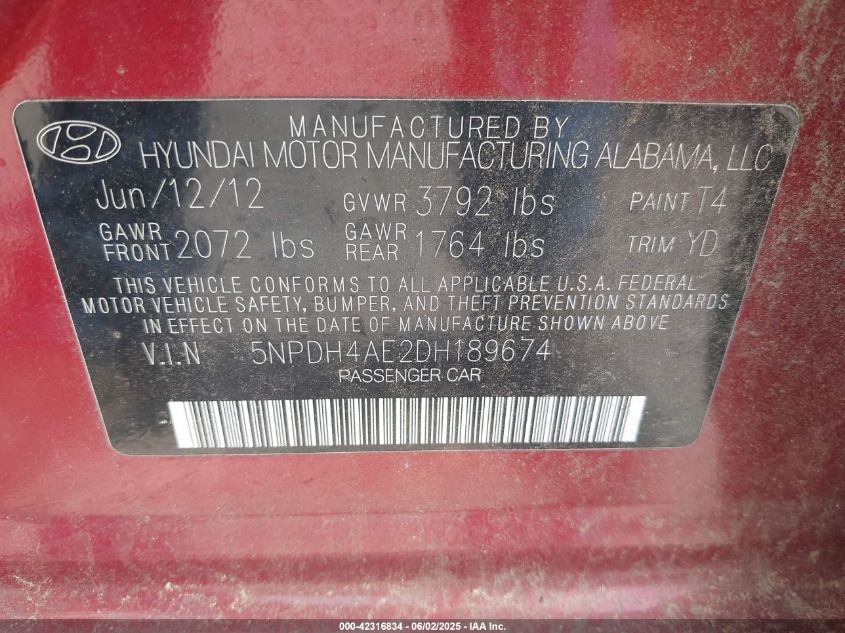 MANUFACTURED BY
HYUNDAI MOTOR MANUFACTURING ALABAMA, LLC
Jun/12/12 GVWR 3792 lbs PAINT T4
GAWR FRONT 2072 lbs GAWR REAR 1764 lbs TRIM YD
THIS VEHICLE CONFORMS TO ALL APPLICABLE U.S.A. FEDERAL
MOTOR VEHICLE SAFETY, BUMPER, AND THEFT PREVENTION STANDARDS
IN EFFECT ON THE DATE OF MANUFACTURE SHOWN ABOVE
V.I.N 5NPDH4AE2DH189674
PASSENGER CAR
000-42316834 - 06/02/2025 - IAA Inc.